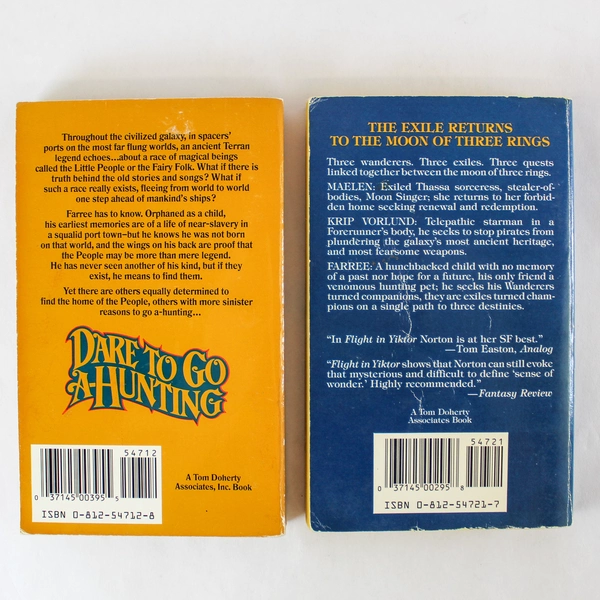 Throughout the civilized galaxy, in spacers'
ports on the most far flung worlds, an ancient Terran
legend echoes...about a race of magical beings
called the Little People or the Fairy Folk. What if there is
truth behind the old stories and songs? What if
such a race really exists, fleeing from world to world
one step ahead of mankind's ships?
Farree has to know. Orphaned as a child,
his earliest memories are of a life of near-slavery in
a squalid port town–but he knows he was not born
on that world, and the wings on his back are proof that
the People may be more than mere legend.
He has never seen another of his kind, but if they
exist, he means to find them.
Yet there are others equally determined to
find the home of the People, others with more sinister
reasons to go a-hunting...
DARE TO GO
A-HUNTING
54712
0 37145 00395 5
ISBN 0-812-54712-8
A Tom Doherty
Associates, Inc. Book
THE EXILE RETURNS
TO THE MOON OF THREE RINGS
Three wanderers. Three exiles. Three quests
linked together between the moon of three rings.
MAELEN: Exiled Thassa sorceress, stealer-of-
bodies, Moon Singer; she returns to her forbid-
den home seeking renewal and redemption.
KRIP VORLUND: Telepathic starman in a
Forerunner's body, he seeks to stop pirates from
plundering the galaxy's most ancient heritage,
and most fearsome weapons.
FARREE: A hunchbacked child with no memory
of a past nor hope for a future, his only friend a
venomous hunting pet; he seeks his Wanderers
turned companions, they are exiles turned cham-
pions on a single path to three destinies.
"In Flight in Yiktor Norton is at her SF best."
—Tom Easton, Analog
"Flight in Yiktor shows that Norton can still evoke
that mysterious and difficult to define 'sense of
wonder.' Highly recommended."
—Fantasy Review
A Tom Doherty
Associates Book
54721
0 37145 00395 8
ISBN 0-812-54721-7